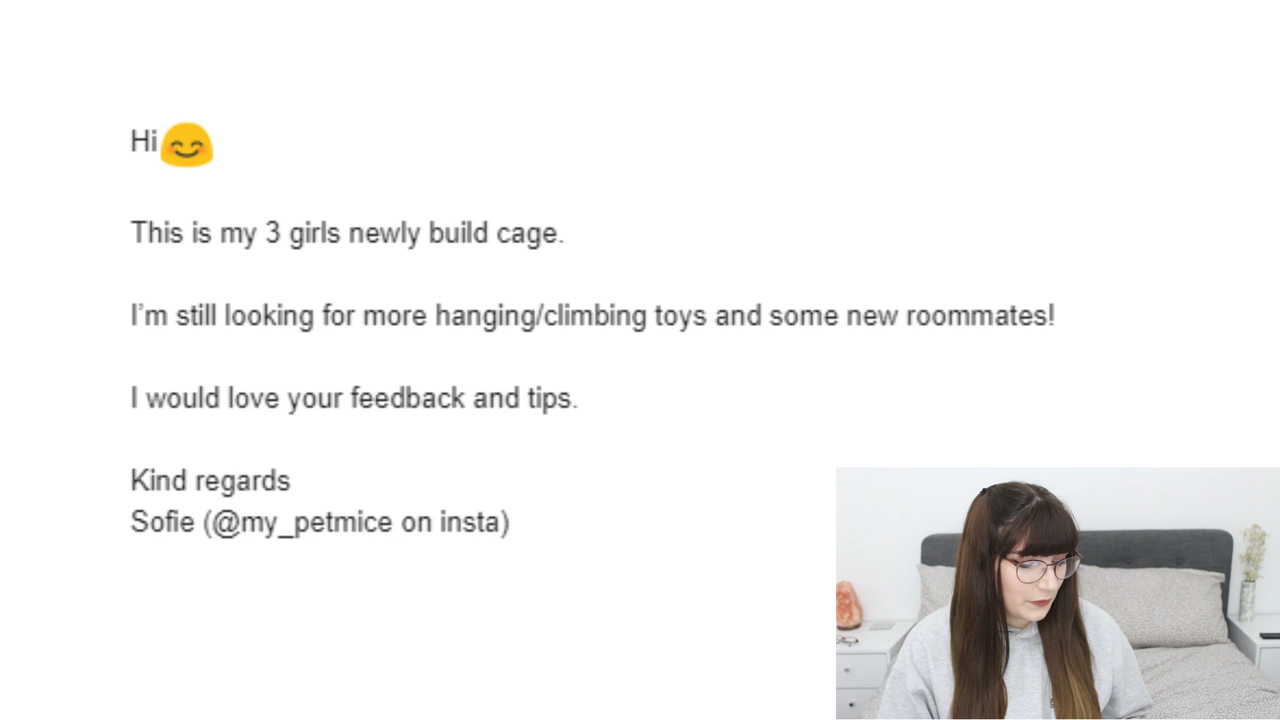 Hi😊
This is my 3 girls newly build cage.
I'm still looking for more hanging/climbing toys and some new roommates!
I would love your feedback and tips.
Kind regards
Sofie (@my_petmice on insta)